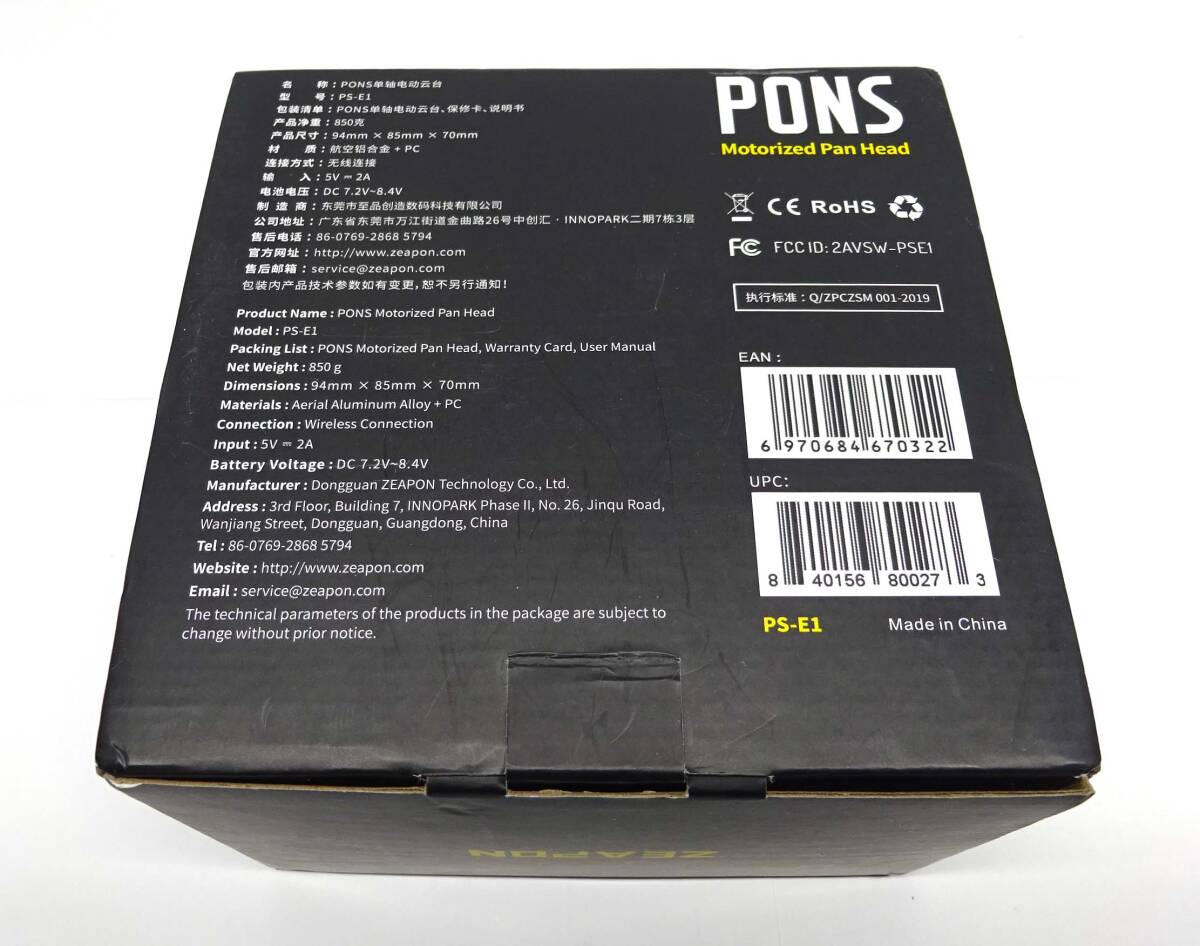 名 称：PONS单轴电动云台
型 号：PS-E1
包装清单：PONS单轴电动云台、保修卡、说明书
产品净重：850克
产品尺寸：94mm × 85mm × 70mm
材 质：航空铝合金 + PC
连接方式：无线连接
输 入：5V ⎓ 2A
电池电压：DC 7.2V~8.4V
制 造 商：东莞市至品创造数码科技有限公司
公司地址：广东省东莞市万江街道金曲路26号中创汇·INNOPARK二期7栋3层
售后电话：86-0769-2868 5794
官方网址：http://www.zeapon.com
售后邮箱：service@zeapon.com
包装内产品技术参数如有变更,恕不另行通知!
Product Name : PONS Motorized Pan Head
Model : PS-E1
Packing List : PONS Motorized Pan Head, Warranty Card, User Manual
Net Weight : 850 g
Dimensions : 94mm × 85mm × 70mm
Materials : Aerial Aluminum Alloy + PC
Connection : Wireless Connection
Input : 5V ⎓ 2A
Battery Voltage : DC 7.2V~8.4V
Manufacturer : Dongguan ZEAPON Technology Co., Ltd.
Address : 3rd Floor, Building 7, INNOPARK Phase II, No. 26, Jinqu Road,
Wanjiang Street, Dongguan, Guangdong, China
Tel : 86-0769-2868 5794
Website : http://www.zeapon.com
Email : service@zeapon.com
The technical parameters of the products in the package are subject to
change without prior notice.
PONS
Motorized Pan Head
CE RoHS
FC FCC ID: 2AVSW-PSE1
执行标准：Q/ZPCZSM 001-2019
EAN :
6 970684 670322
UPC:
8 40156 80027 3
PS-E1 Made in China
ZEAPON